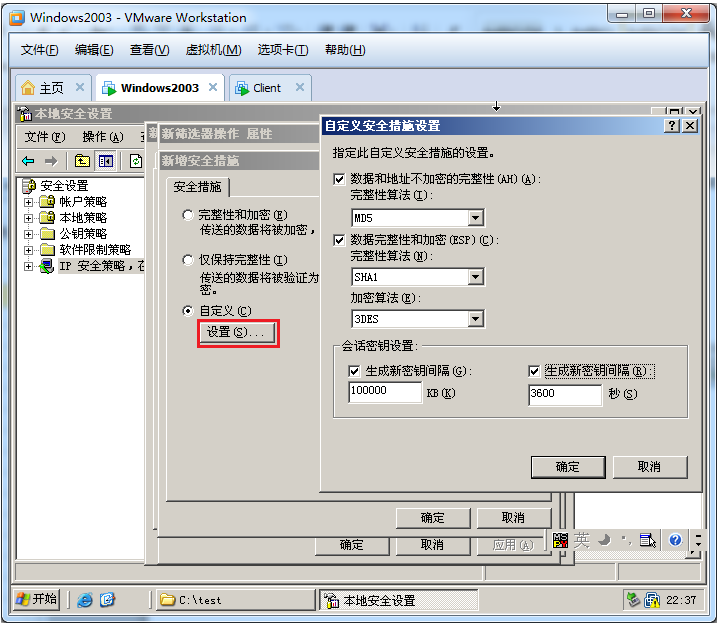 Windows2003 - VMware Workstation
文件(F) 编辑(E) 查看(V) 虚拟机(M) 选项卡(T) 帮助(H)
主页 Windows2003 Client
本地安全设置
文件(F) 操作(A)
安全设置
帐户策略
本地策略
公钥策略
软件限制策略
IP 安全策略，在
新筛选器操作 属性
新增安全措施
安全措施
完整性和加密(E)
传送的数据将被加密，
仅保持完整性(I)
传送的数据将被验证为
密。
自定义(C)
设置(S)...
确定 取消
确定 取消 应用(A)
自定义安全措施设置
指定此自定义安全措施的设置。
数据和地址不加密的完整性(AH)(A):
完整性算法(I):
MD5
数据完整性和加密(ESP)(C):
完整性算法(N):
SHA1
加密算法(E):
3DES
会话密钥设置:
生成新密钥间隔(G): 生成新密钥间隔(R):
100000 KB(K) 3600 秒(S)
确定 取消
英
开始 C:\test 本地安全设置 22:37